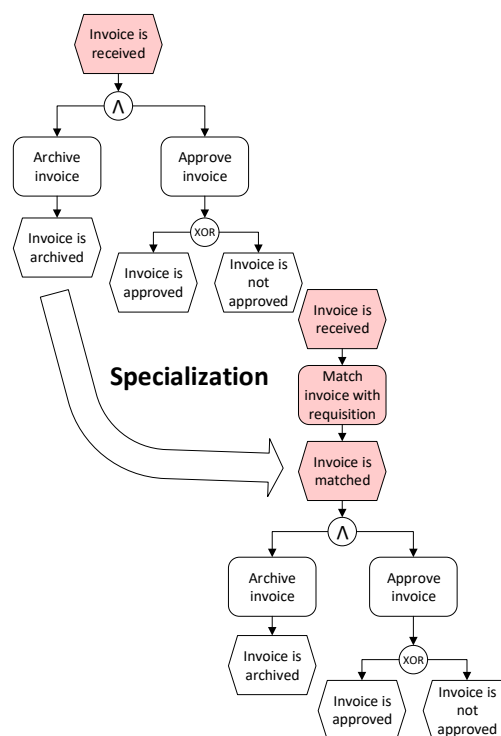 Invoice is
received
Λ
Archive
invoice
Approve
invoice
Invoice is
archived
XOR
Invoice is
approved
Invoice is
not
approved
Specialization
Invoice is
received
Match
invoice with
requisition
Invoice is
matched
Λ
Archive
invoice
Approve
invoice
Invoice is
archived
XOR
Invoice is
approved
Invoice is
not
approved